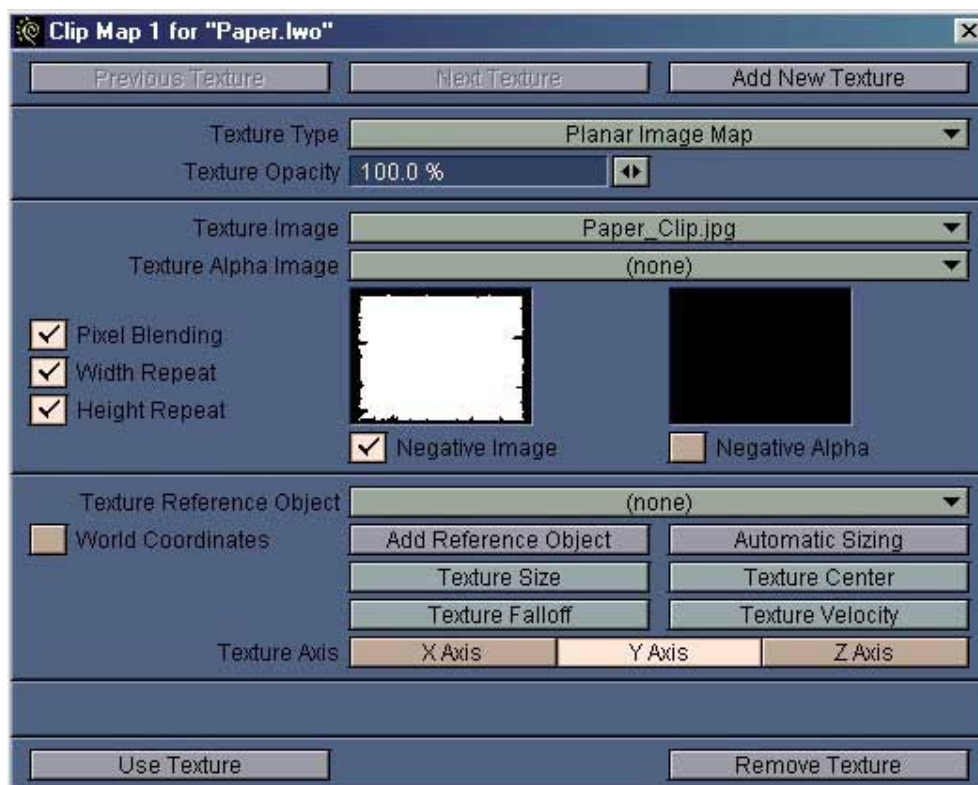 Clip Map 1 for "Paper.lwo"
Previous Texture Next Texture Add New Texture
Texture Type Planar Image Map
Texture Opacity 100.0 %
Texture Image Paper_Clip.jpg
Texture Alpha Image (none)
Pixel Blending
Width Repeat
Height Repeat
Negative Image Negative Alpha
Texture Reference Object (none)
World Coordinates Add Reference Object Automatic Sizing
Texture Size Texture Center
Texture Falloff Texture Velocity
Texture Axis X Axis Y Axis Z Axis
Use Texture Remove Texture